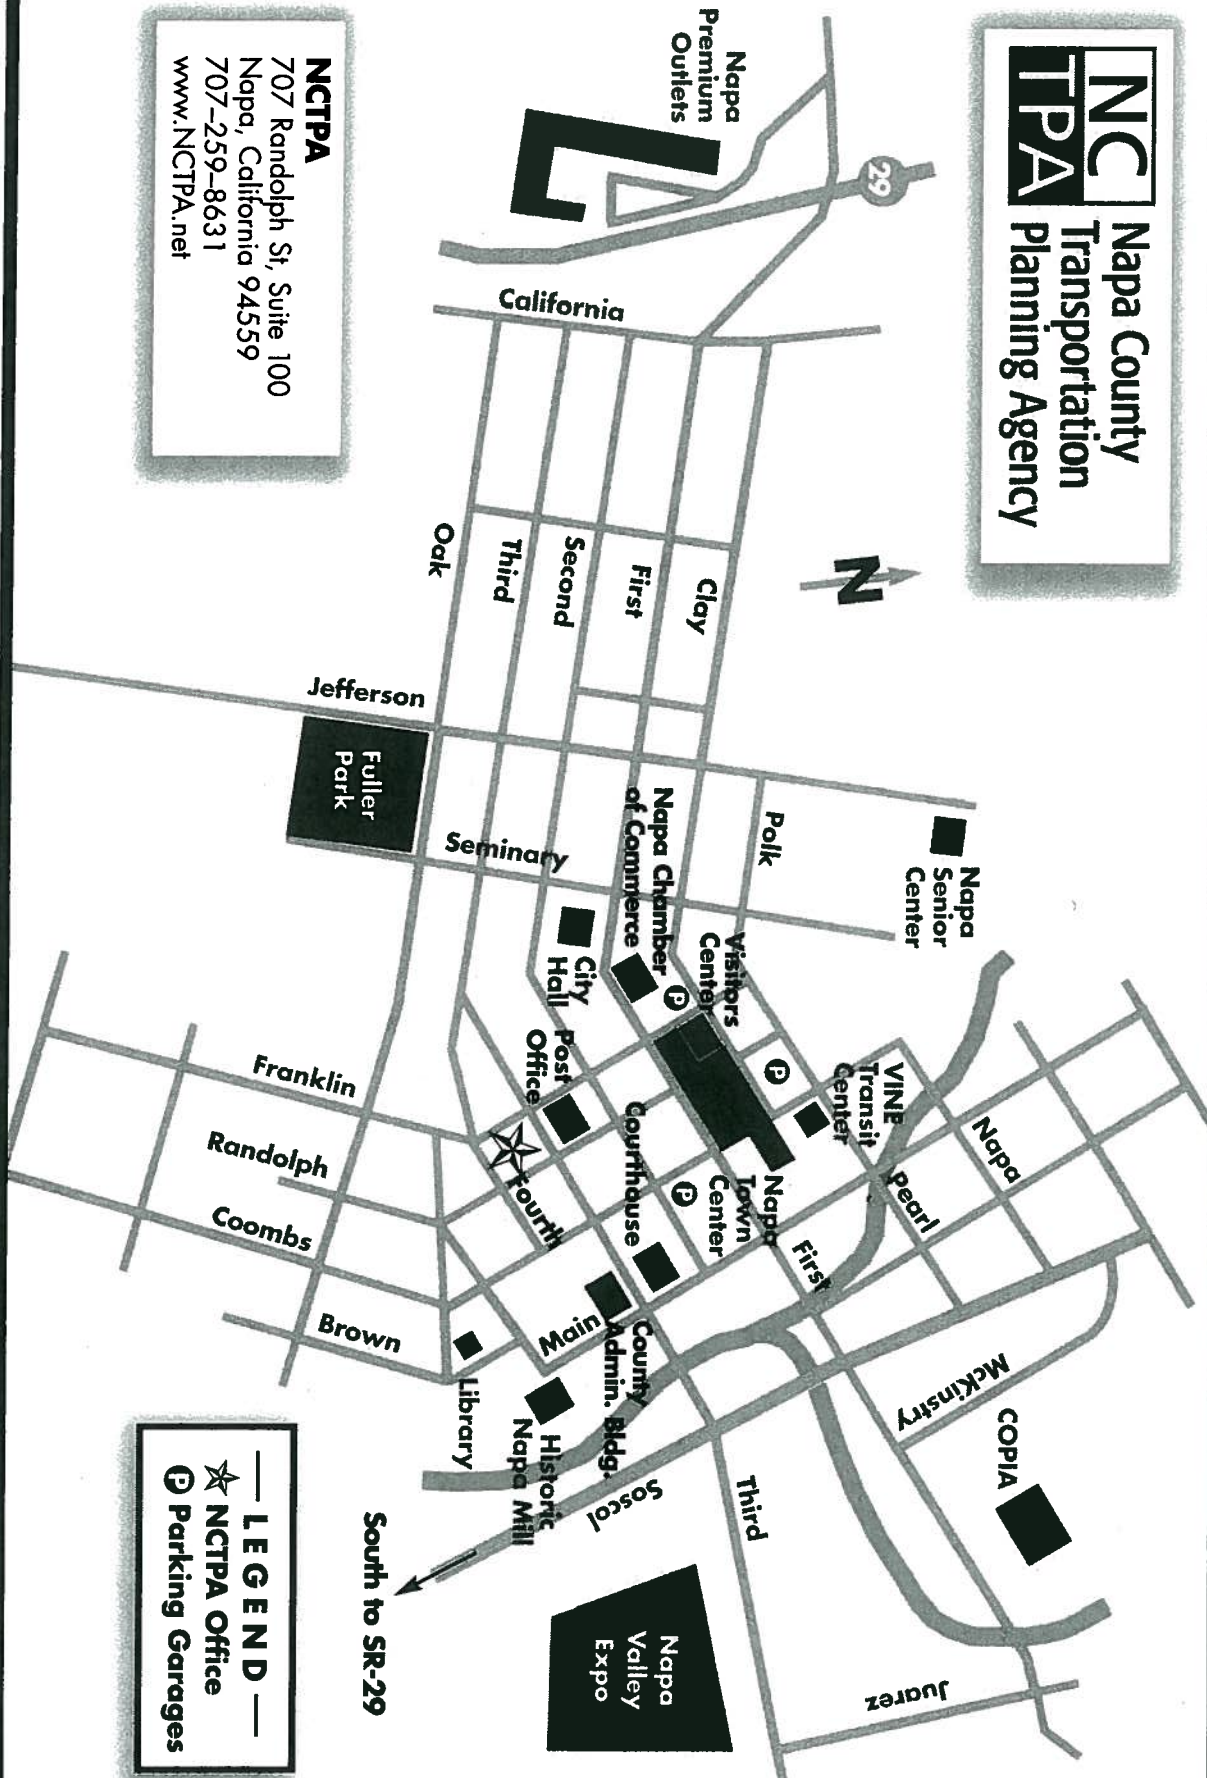 NC
TPA
Napa County
Transportation
Planning Agency
Napa
Premium
Outlets
29
NCTPA
707 Randolph St, Suite 100
Napa, California 94559
707-259-8631
www.NCTPA.net
California
N
Clay
First
Second
Third
Oak
Jefferson
Fuller
Park
Seminary
Polk
Napa
Senior
Center
Napa Chamber
of Commerce
City
Hall
Visitors
Center
P
P
VINE
Transit
Center
Post
Office
Courthouse
Napa
Town
Center
P
Napa
Pearl
First
Fourth
Franklin
Randolph
Coombs
Brown
Main
County
Admin. Bldg.
Library
Historic
Napa Mill
McKinstry
COPIA
Soscol
Third
South to SR-29
Napa
Valley
Expo
Juarez
— LEGEND —
NCTPA Office
P Parking Garages